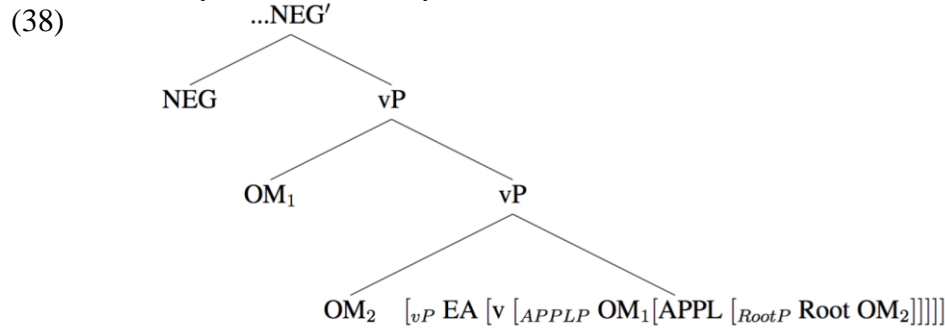 (38)
...NEG′
NEG vP
OM₁ vP
OM₂ [vP EA [v [APPLP OM₁[APPL [RootP Root OM₂]]]]]